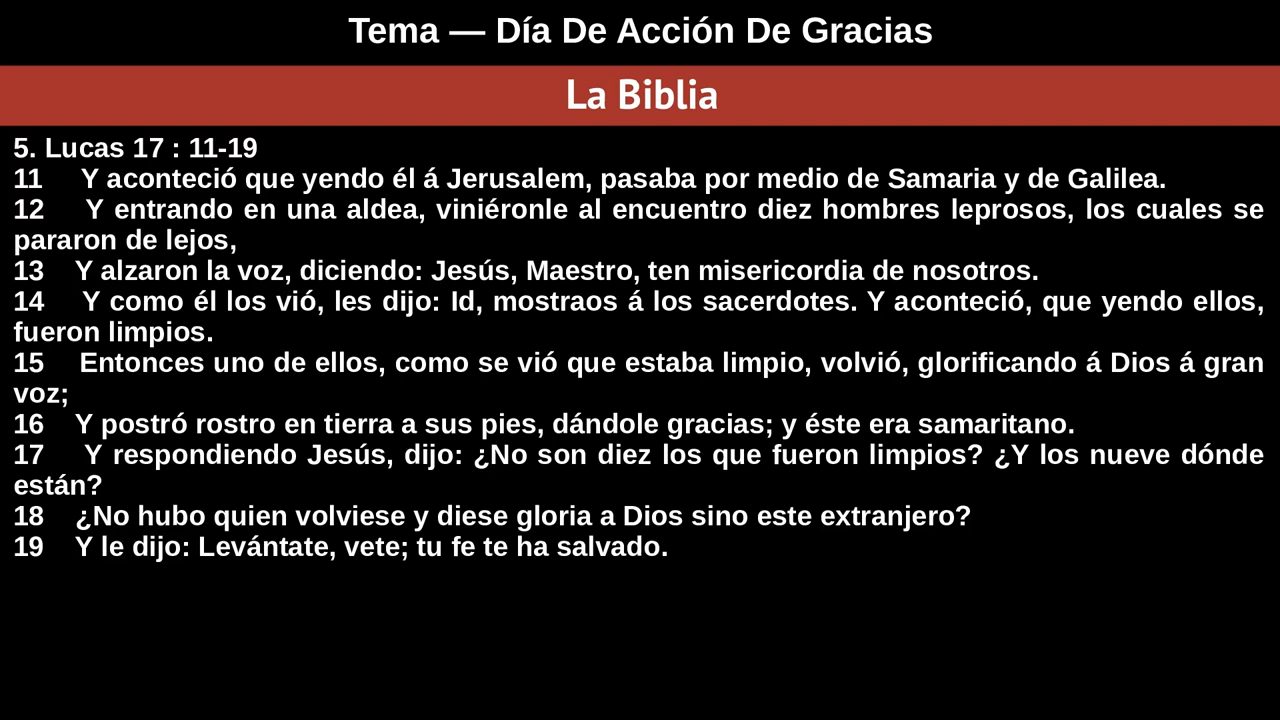 Tema — Día De Acción De Gracias
La Biblia
5. Lucas 17 : 11-19
11 Y aconteció que yendo él á Jerusalem, pasaba por medio de Samaria y de Galilea.
12 Y entrando en una aldea, viniéronle al encuentro diez hombres leprosos, los cuales se
pararon de lejos,
13 Y alzaron la voz, diciendo: Jesús, Maestro, ten misericordia de nosotros.
14 Y como él los vió, les dijo: Id, mostraos á los sacerdotes. Y aconteció, que yendo ellos,
fueron limpios.
15 Entonces uno de ellos, como se vió que estaba limpio, volvió, glorificando á Dios á gran
voz;
16 Y postró rostro en tierra a sus pies, dándole gracias; y éste era samaritano.
17 Y respondiendo Jesús, dijo: ¿No son diez los que fueron limpios? ¿Y los nueve dónde
están?
18 ¿No hubo quien volviese y diese gloria a Dios sino este extranjero?
19 Y le dijo: Levántate, vete; tu fe te ha salvado.